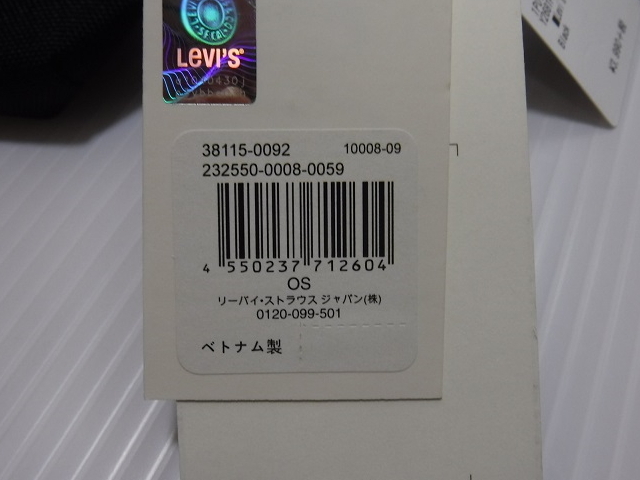 LEVI'S
38115-0092 10008-09
232550-0008-0059
4 550237 712604
OS
リーバイ・ストラウス ジャパン(株)
0120-099-501
ベトナム製